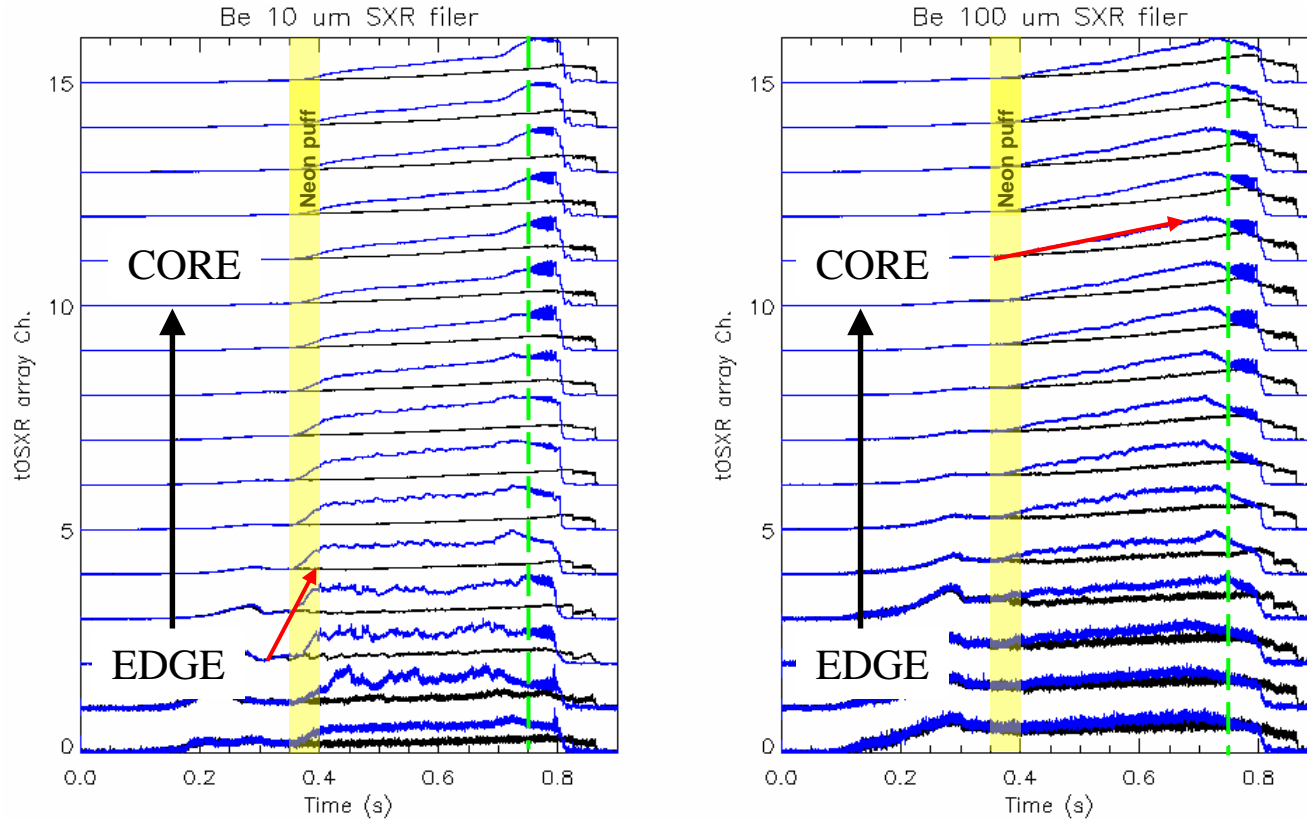 Be 10 um SXR filer
15
10
5
0
tOSXR array Ch.
Neon puff
CORE
EDGE
0.0 0.2 0.4 0.6 0.8
Time (s)
Be 100 um SXR filer
15
10
5
0
tOSXR array Ch.
Neon puff
CORE
EDGE
0.0 0.2 0.4 0.6 0.8
Time (s)